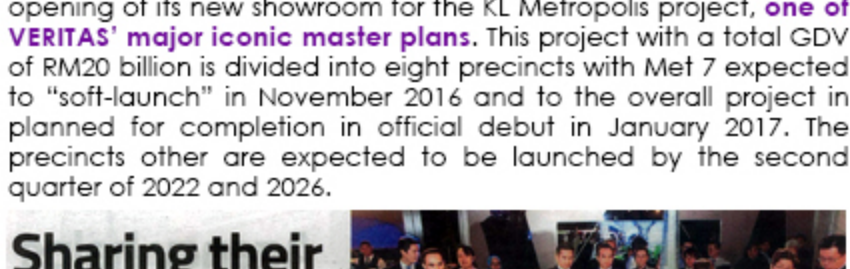 opening of its new showroom for the KL Metropolis project, one of
VERITAS' major iconic master plans. This project with a total GDV
of RM20 billion is divided into eight precincts with Met 7 expected
to “soft-launch” in November 2016 and to the overall project in
planned for completion in official debut in January 2017. The
precincts other are expected to be launched by the second
quarter of 2022 and 2026.
Sharing their